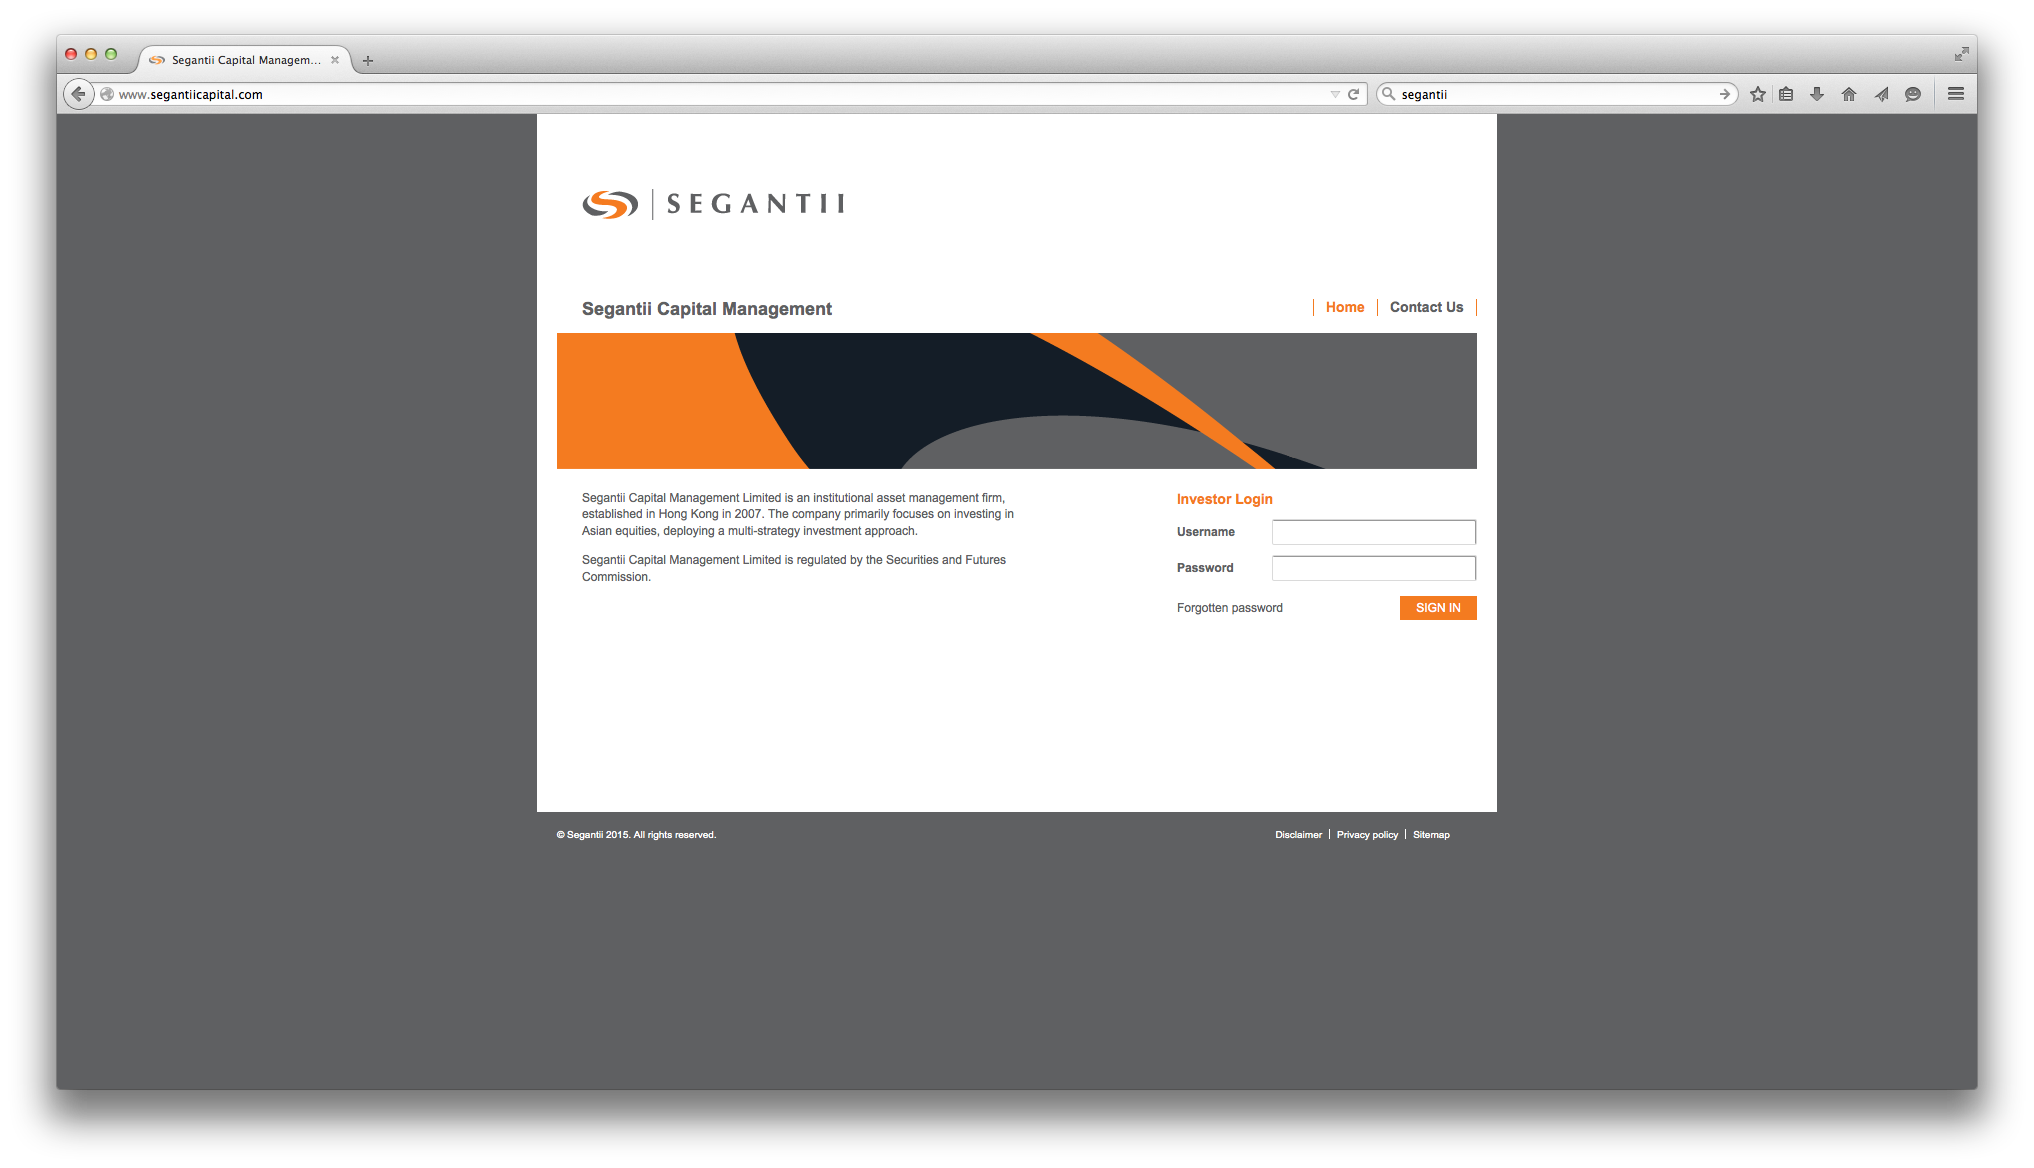 Segantii Capital Managem...
www.segantiicapital.com
segantii
SEGANTII
Segantii Capital Management
Home
Contact Us
Segantii Capital Management Limited is an institutional asset management firm,
established in Hong Kong in 2007. The company primarily focuses on investing in
Asian equities, deploying a multi-strategy investment approach.
Segantii Capital Management Limited is regulated by the Securities and Futures
Commission.
Investor Login
Username
Password
Forgotten password
SIGN IN
© Segantii 2015. All rights reserved.
Disclaimer | Privacy policy | Sitemap